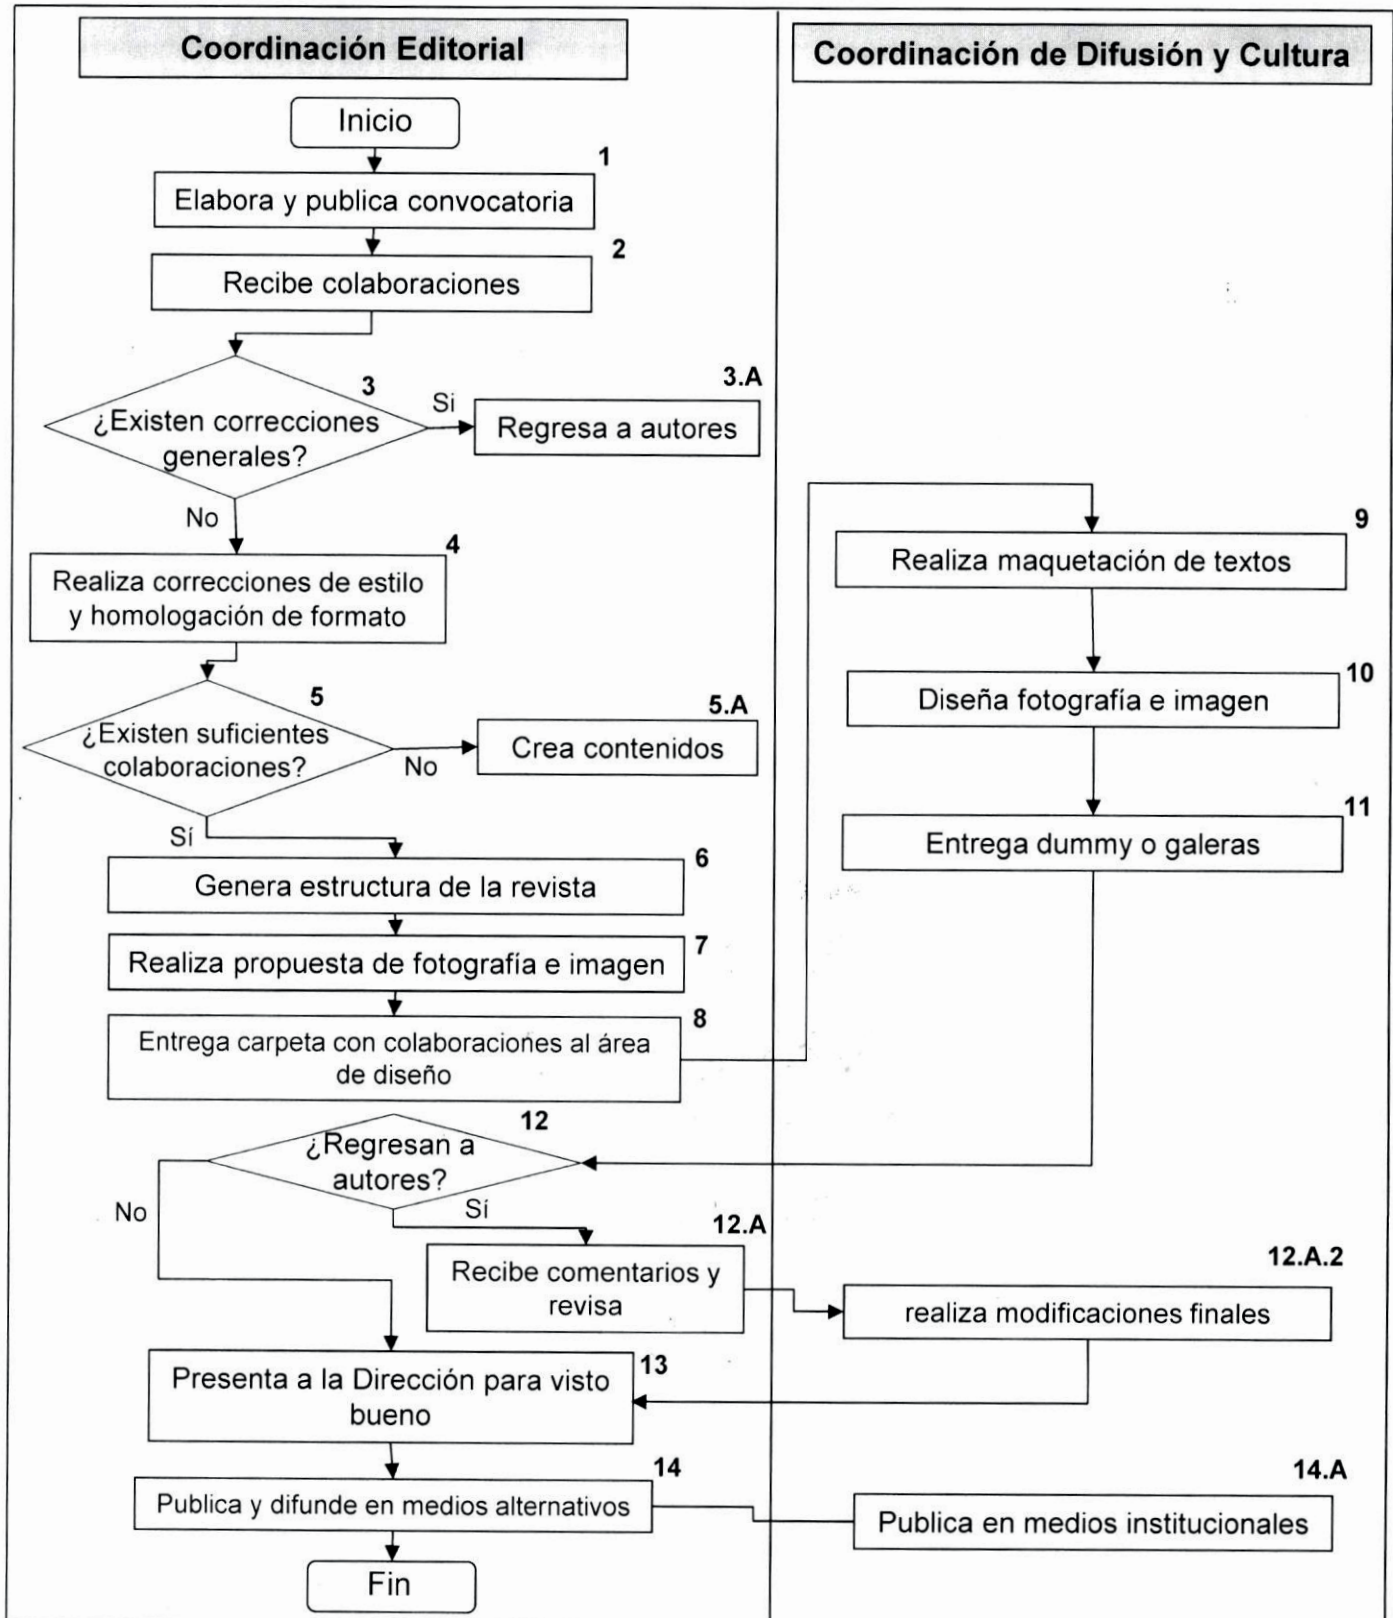 Coordinación Editorial
Coordinación de Difusión y Cultura
Inicio
1
Elabora y publica convocatoria
2
Recibe colaboraciones
3
¿Existen correcciones
generales?
Si
3.A
Regresa a autores
No
4
Realiza correcciones de estilo
y homologación de formato
5
¿Existen suficientes
colaboraciones?
No
5.A
Crea contenidos
Sí
6
Genera estructura de la revista
7
Realiza propuesta de fotografía e imagen
8
Entrega carpeta con colaboraciones al área
de diseño
9
Realiza maquetación de textos
10
Diseña fotografía e imagen
11
Entrega dummy o galeras
12
¿Regresan a
autores?
No
Sí
12.A
Recibe comentarios y
revisa
12.A.2
realiza modificaciones finales
13
Presenta a la Dirección para visto
bueno
14
Publica y difunde en medios alternativos
14.A
Publica en medios institucionales
Fin